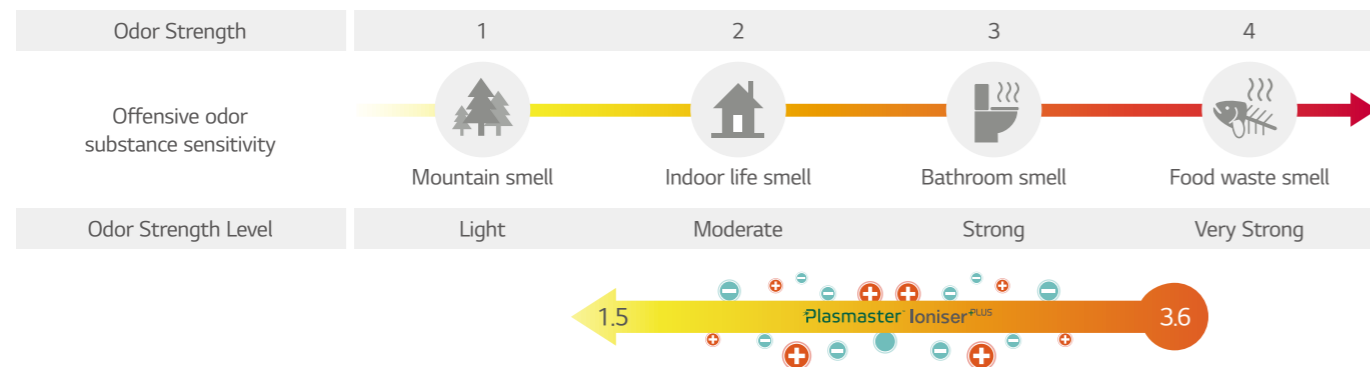 Odor Strength 1 2 3 4
Offensive odor
substance sensitivity
Mountain smell Indoor life smell Bathroom smell Food waste smell
Odor Strength Level Light Moderate Strong Very Strong
1.5 Plasmaster™ Ioniser PLUS 3.6